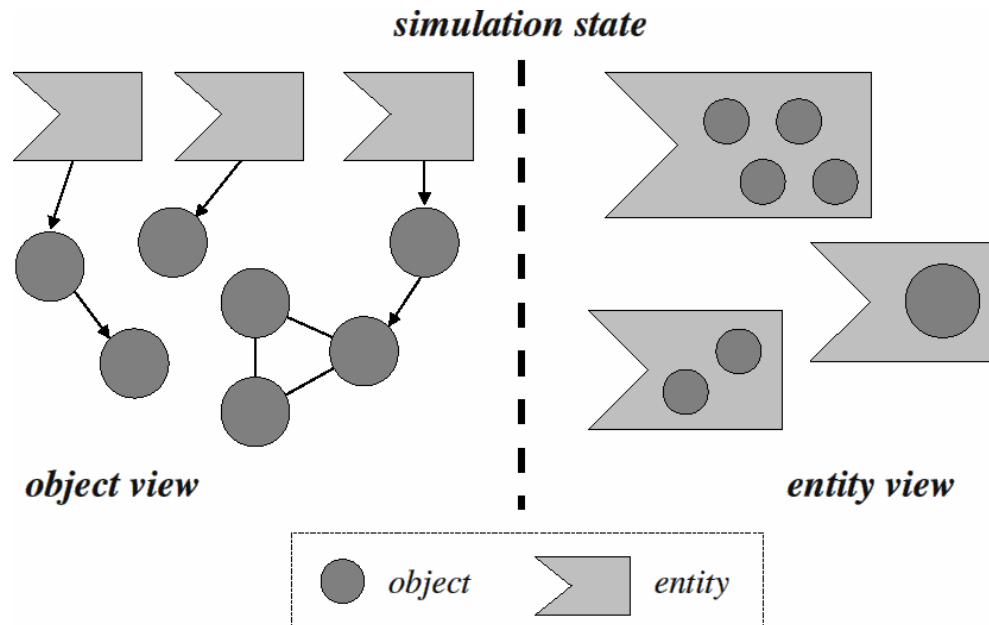 simulation state
object view
entity view
object
entity